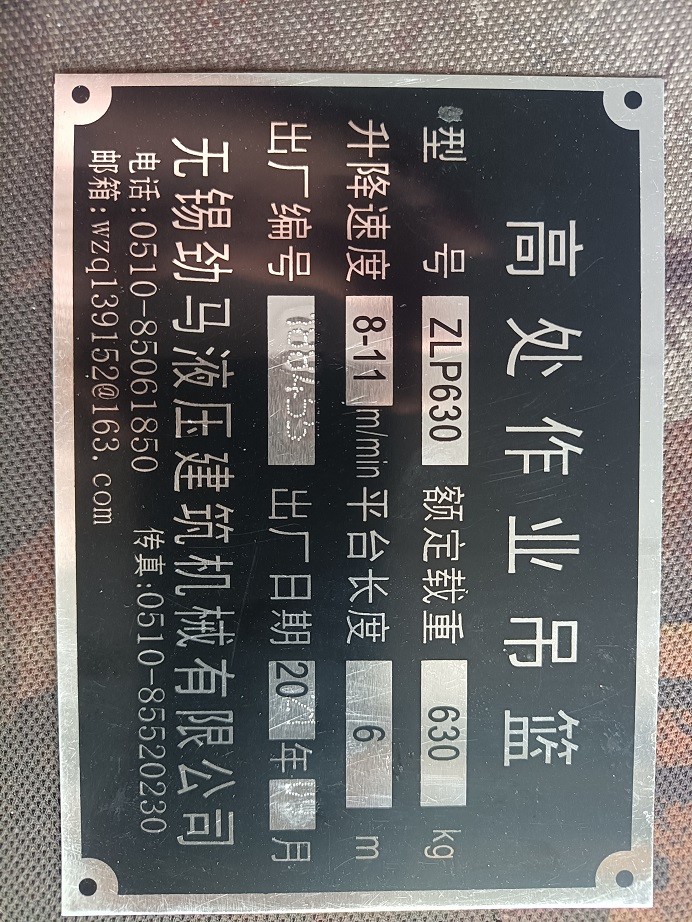 高处作业吊篮
型 号 ZLP630 额定载重 630 kg
升降速度 8-11 m/min 平台长度 6 m
出厂编号 出厂日期 20 年 月
无锡劲马液压建筑机械有限公司
电话:0510-85061850 传真:0510-85520230
邮箱:wzq139152@163.com